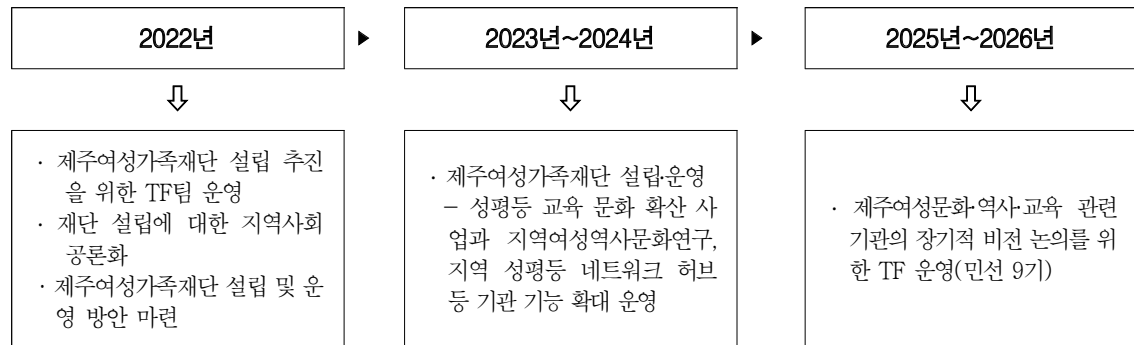 2022년 ▶ 2023년~2024년 ▶ 2025년~2026년
· 제주여성가족재단 설립 추진
을 위한 TF팀 운영
· 재단 설립에 대한 지역사회
공론화
· 제주여성가족재단 설립 및 운
영 방안 마련
· 제주여성가족재단 설립·운영
- 성평등 교육 문화 확산 사
업과 지역여성역사문화연구,
지역 성평등 네트워크 허브
등 기관 기능 확대 운영
· 제주여성문화·역사·교육 관련
기관의 장기적 비전 논의를 위
한 TF 운영(민선 9기)